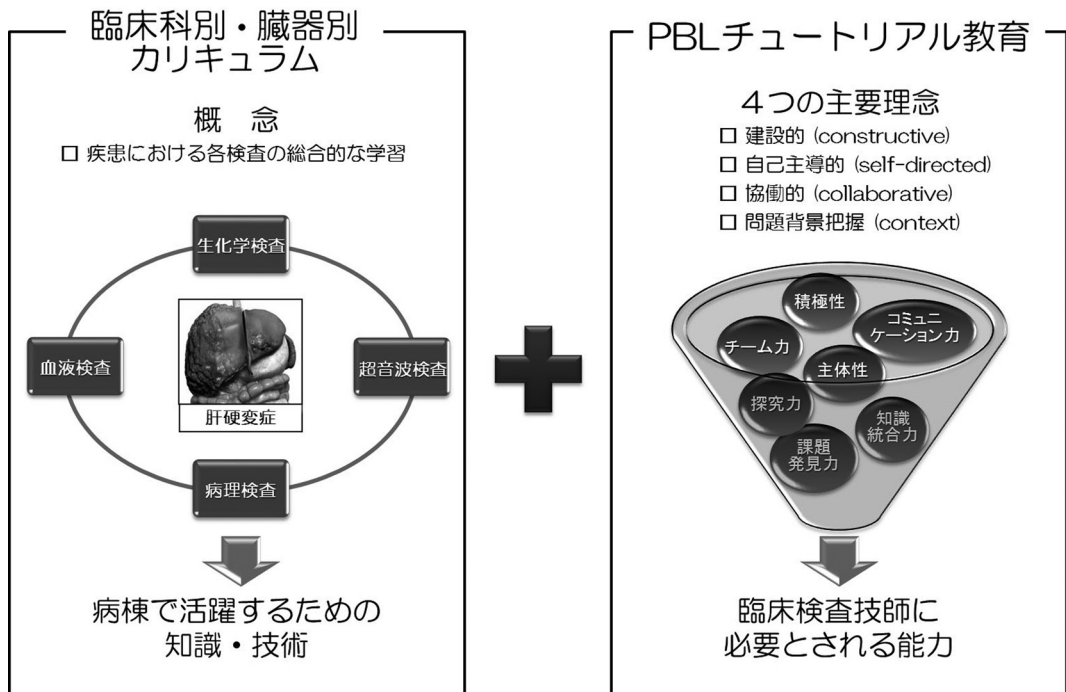 臨床科別・臓器別
カリキュラム
概　念
□ 疾患における各検査の総合的な学習
生化学検査
血液検査
超音波検査
肝硬変症
病理検査
病棟で活躍するための
知識・技術
PBLチュートリアル教育
４つの主要理念
□ 建設的 (constructive)
□ 自己主導的 (self-directed)
□ 協働的 (collaborative)
□ 問題背景把握 (context)
積極性
コミュニ
ケーション力
チーム力
主体性
探究力
知識
統合力
課題
発見力
臨床検査技師に
必要とされる能力